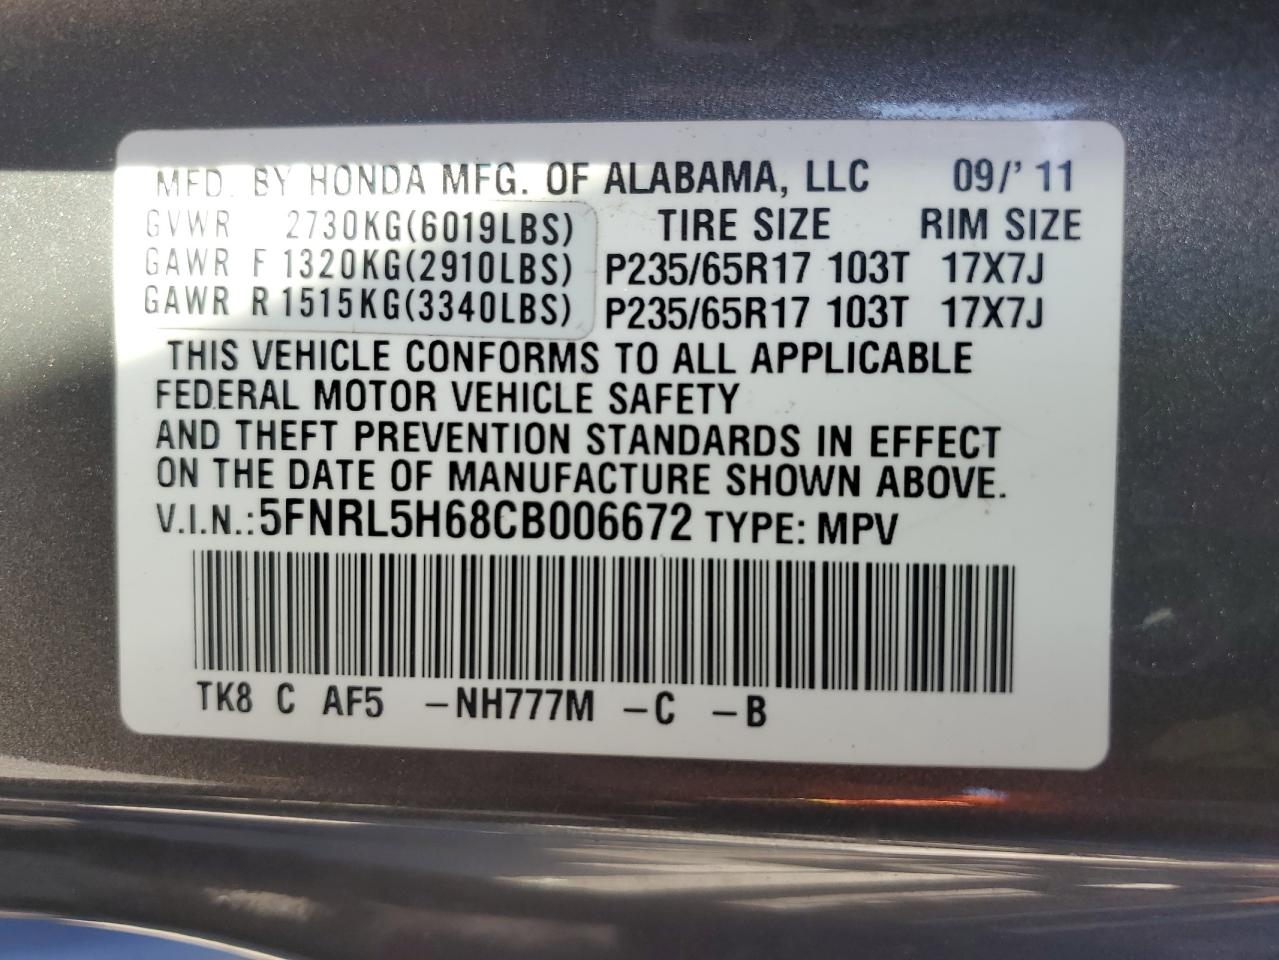 MFD. BY HONDA MFG. OF ALABAMA, LLC 09/' 11
GVWR 2730KG(6019LBS) TIRE SIZE RIM SIZE
GAWR F 1320KG(2910LBS) P235/65R17 103T 17X7J
GAWR R 1515KG(3340LBS) P235/65R17 103T 17X7J
THIS VEHICLE CONFORMS TO ALL APPLICABLE
FEDERAL MOTOR VEHICLE SAFETY
AND THEFT PREVENTION STANDARDS IN EFFECT
ON THE DATE OF MANUFACTURE SHOWN ABOVE.
V.I.N.:5FNRL5H68CB006672 TYPE: MPV
TK8 C AF5 -NH777M -C -B